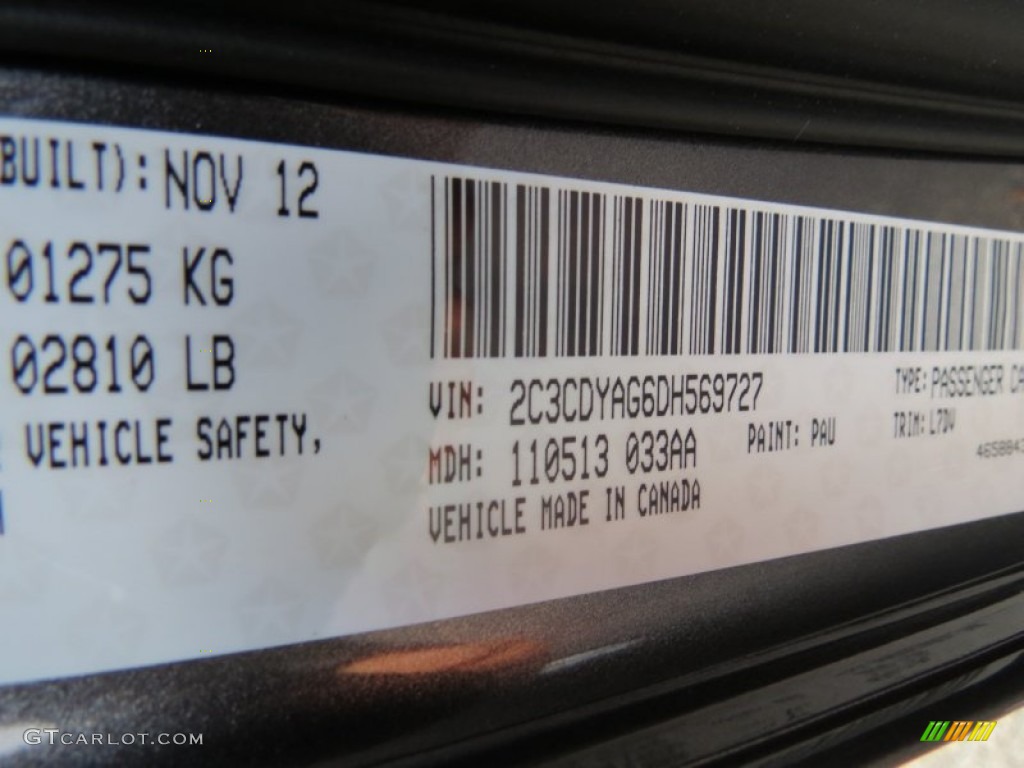 BUILT): NOV 12
01275 KG
02810 LB
VEHICLE SAFETY,
VIN: 2C3CDYAG6DH569727
TYPE: PASSENGER CA
MDH: 110513 033AA
PAINT: PAU
TRIM: L7DV
VEHICLE MADE IN CANADA
GTCARLOT.COM